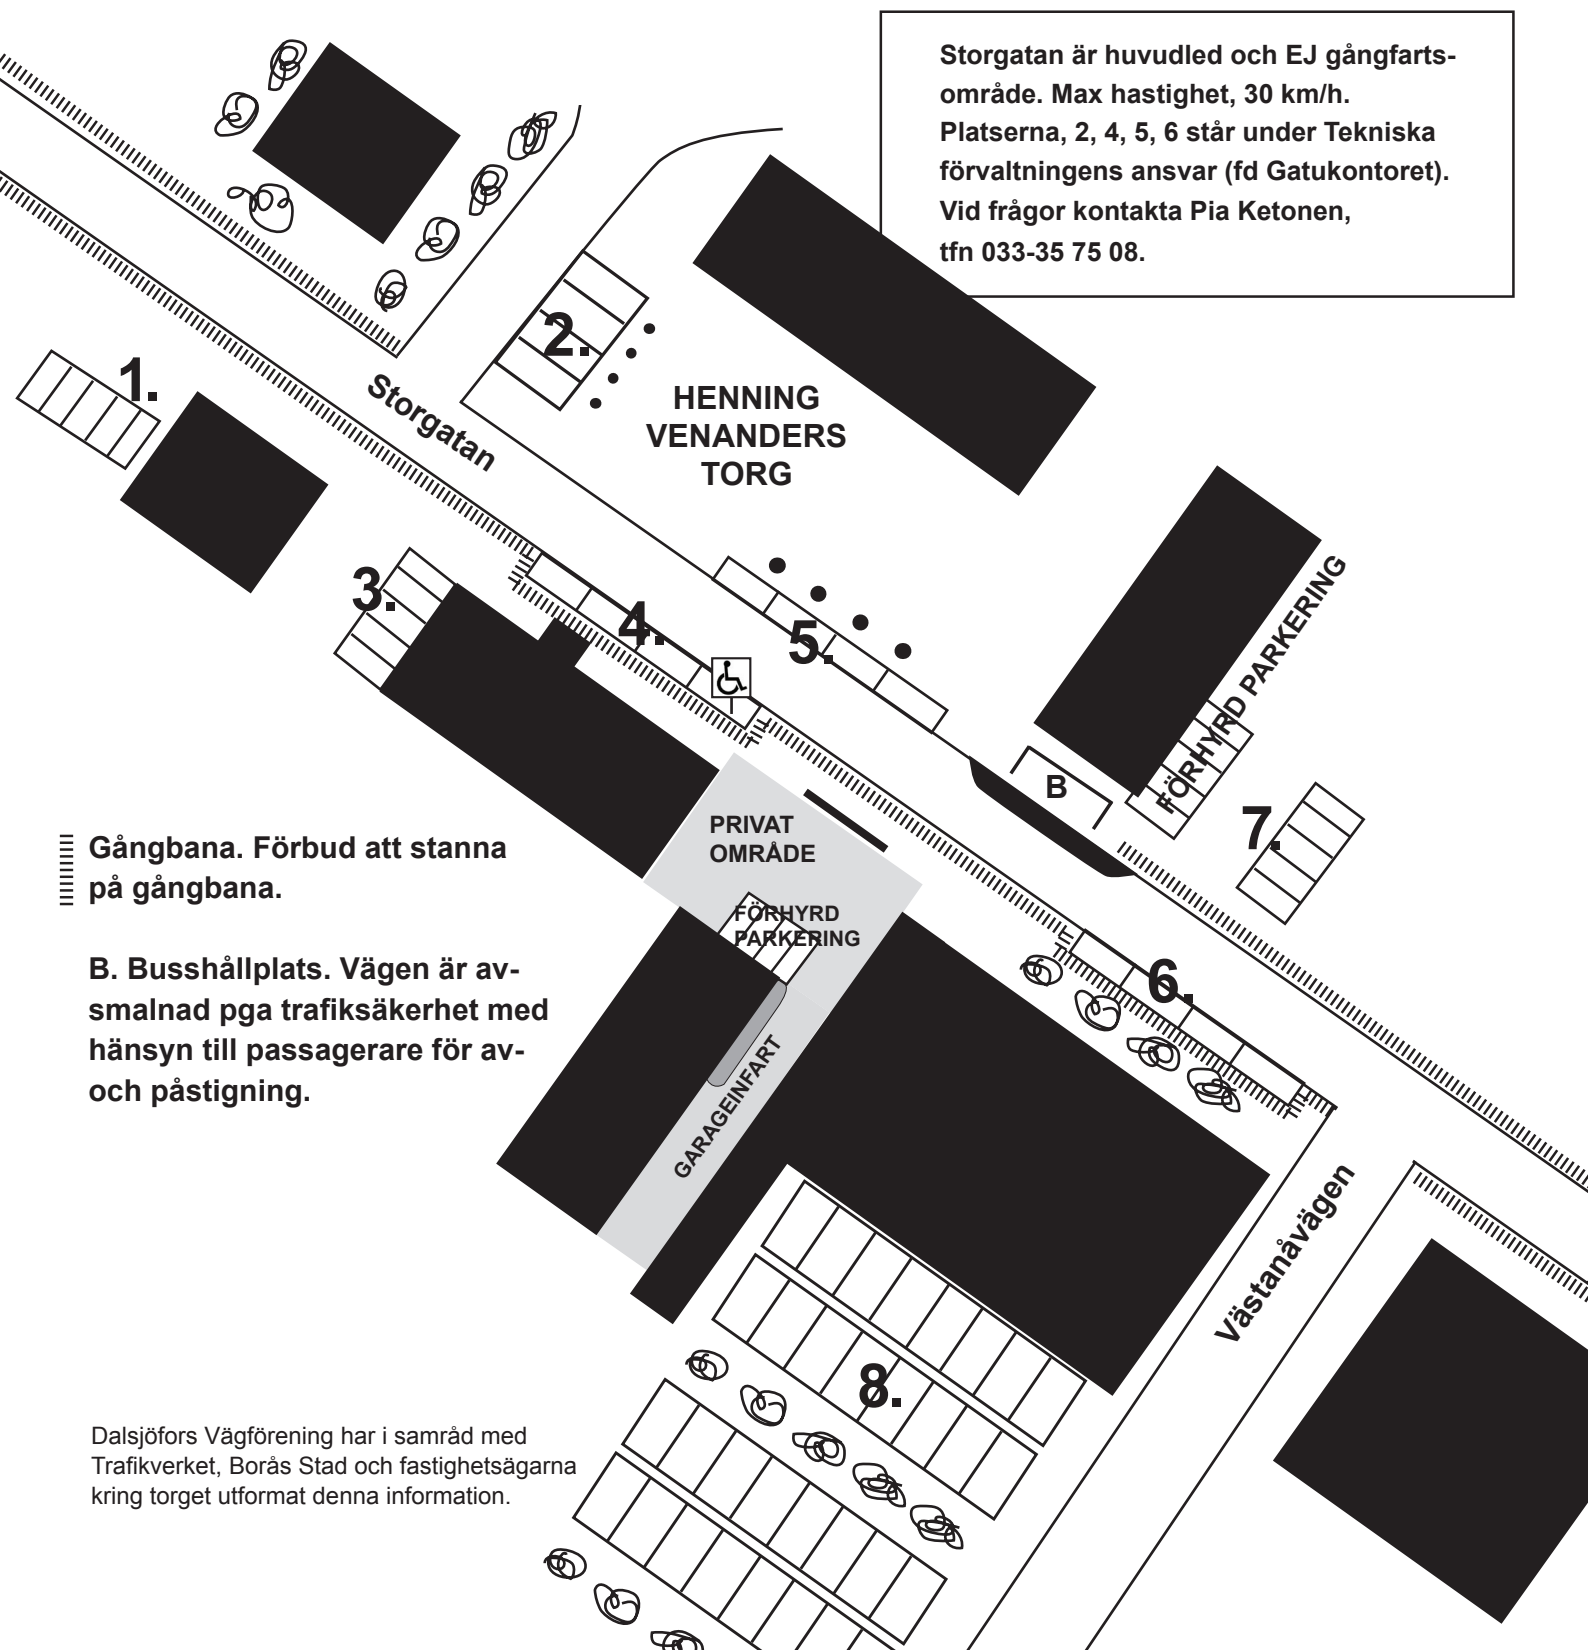 Storgatan är huvudled och EJ gångfarts-
område. Max hastighet, 30 km/h.
Platserna, 2, 4, 5, 6 står under Tekniska
förvaltningens ansvar (fd Gatukontoret).
Vid frågor kontakta Pia Ketonen,
tfn 033-35 75 08.
1.
2.
Storgatan
HENNING
VENANDERS
TORG
3.
4.
5.
FÖRHYRD PARKERING
B
7.
PRIVAT
OMRÅDE
FÖRHYRD
PARKERING
6.
GARAGEINFART
Västanåvägen
8.
Gångbana. Förbud att stanna
på gångbana.
B. Busshållplats. Vägen är av-
smalnad pga trafiksäkerhet med
hänsyn till passagerare för av-
och påstigning.
Dalsjöfors Vägförening har i samråd med
Trafikverket, Borås Stad och fastighetsägarna
kring torget utformat denna information.